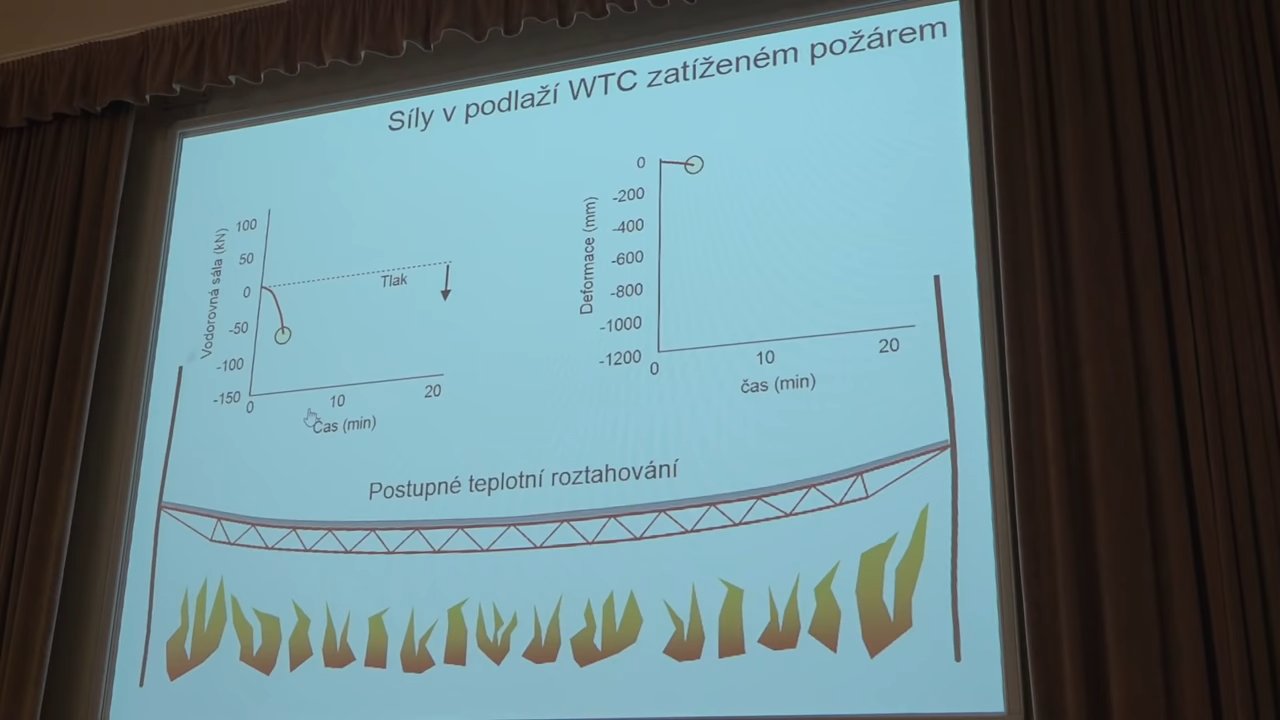 Síly v podlaží WTC zatíženém požárem
Vodorovná sála (kN)
100
50
0
-50
-100
-150
Tlak
0
10
20
Čas (min)
Deformace (mm)
0
-200
-400
-600
-800
-1000
-1200
0
10
20
čas (min)
Postupné teplotní roztahování